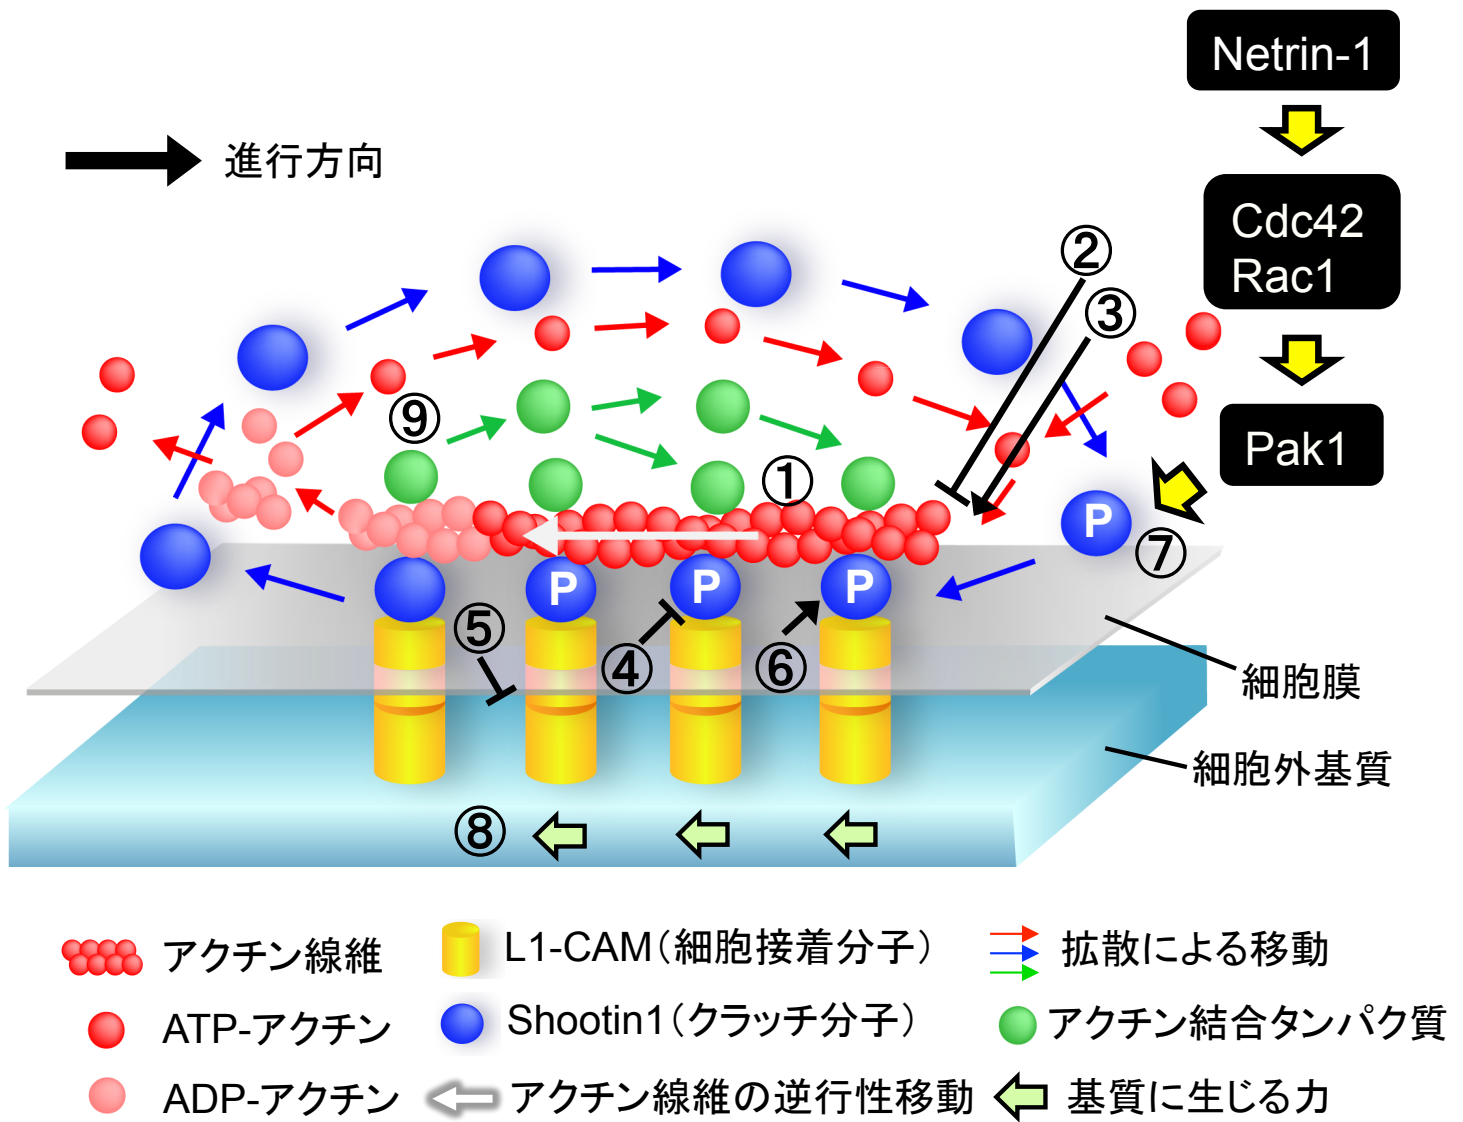 Netrin-1
進行方向
Cdc42
Rac1
②
③
Pak1
⑨
①
P
⑦
P
P
P
⑤
④
⑥
細胞膜
細胞外基質
⑧
アクチン線維
L1-CAM（細胞接着分子）
拡散による移動
ATP-アクチン
Shootin1（クラッチ分子）
アクチン結合タンパク質
ADP-アクチン
アクチン線維の逆行性移動
基質に生じる力